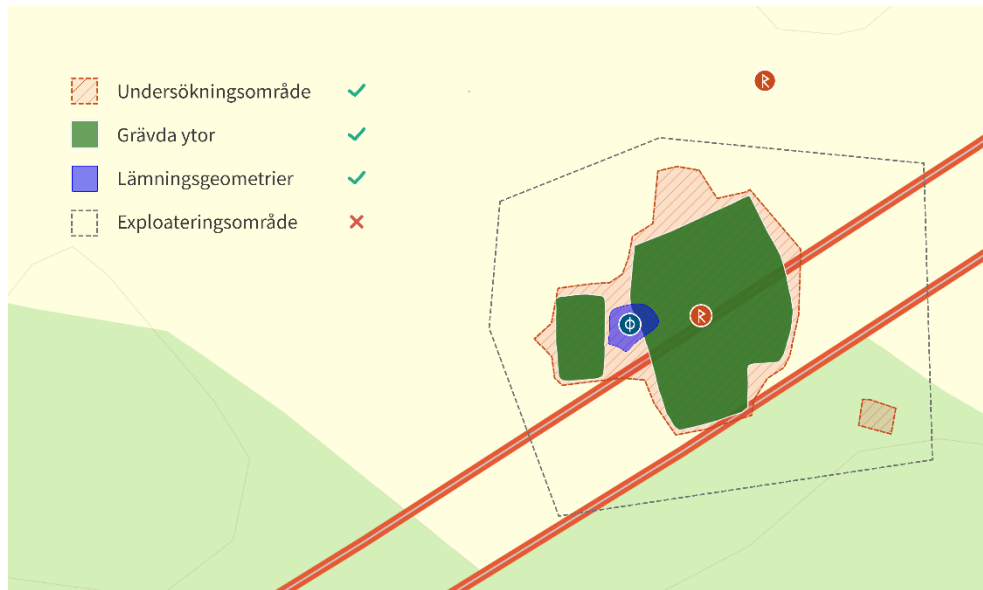 Undersökningsområde
Grävda ytor
Lämningsgeometrier
Exploateringsområde